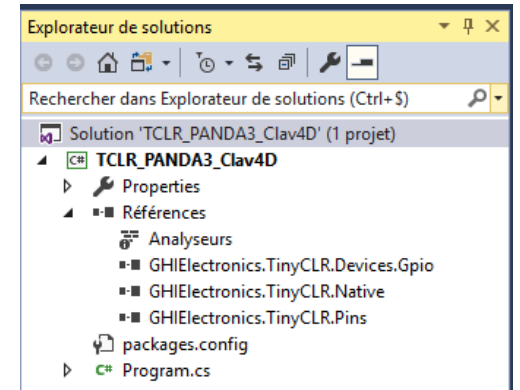 Explorateur de solutions
Rechercher dans Explorateur de solutions (Ctrl+$)
Solution 'TCLR_PANDA3_Clav4D' (1 projet)
C# TCLR_PANDA3_Clav4D
Properties
Références
Analyseurs
GHIElectronics.TinyCLR.Devices.Gpio
GHIElectronics.TinyCLR.Native
GHIElectronics.TinyCLR.Pins
packages.config
C# Program.cs